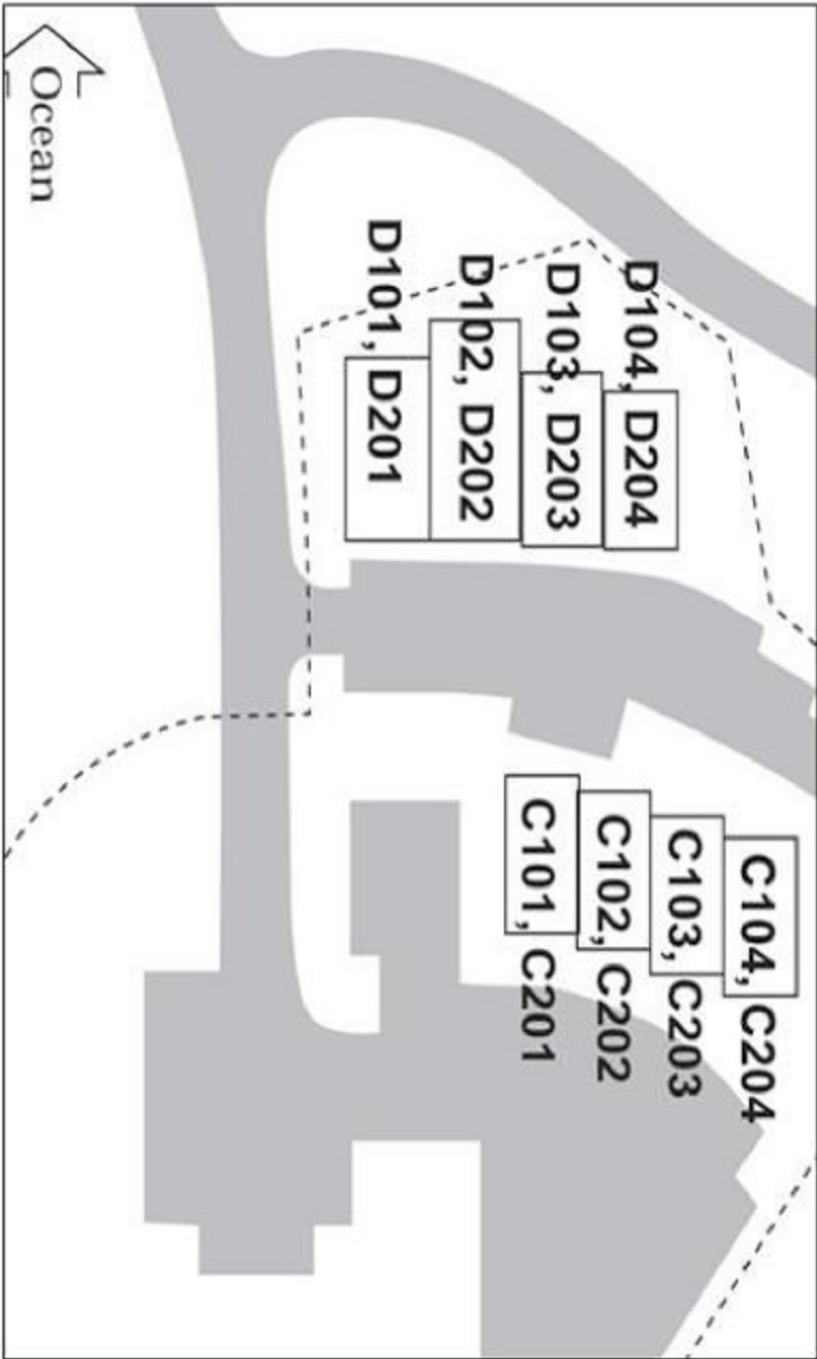 Ocean
D104, D204
D103, D203
D102, D202
D101, D201
C104, C204
C103, C203
C102, C202
C101, C201